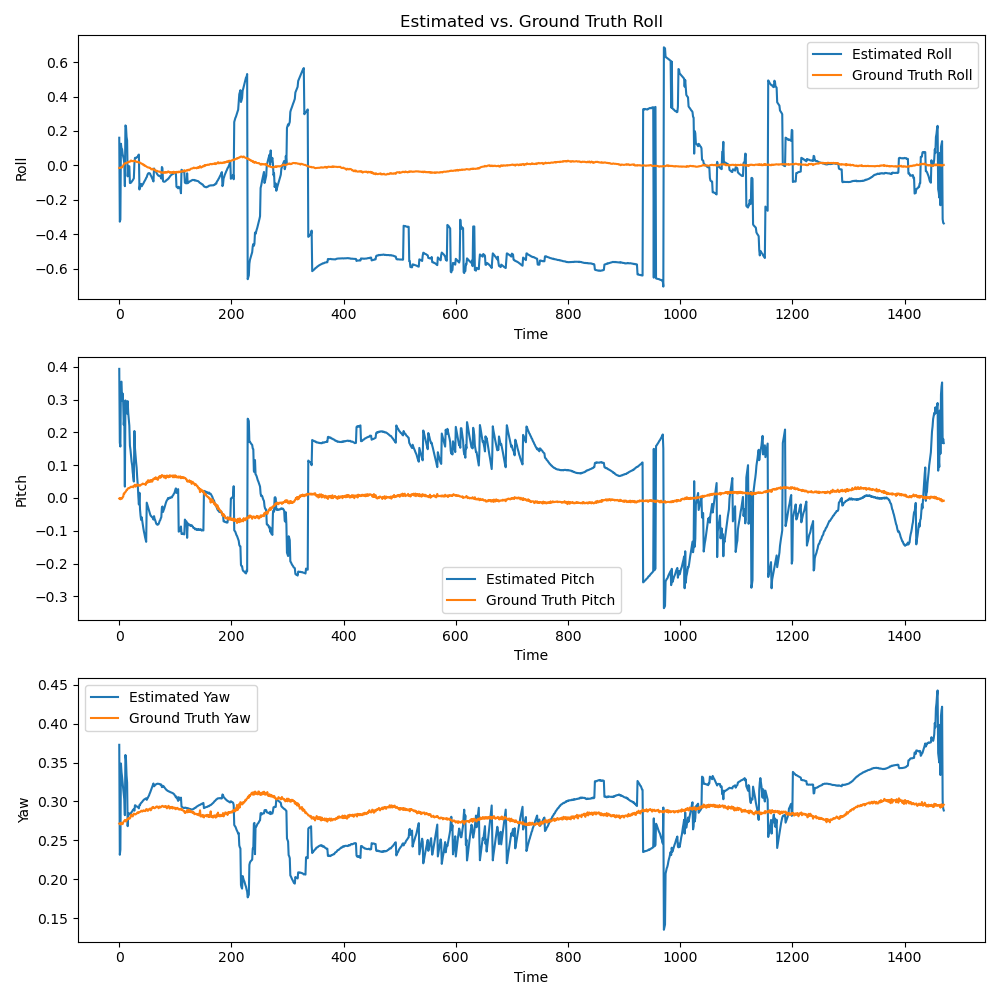 Estimated vs. Ground Truth Roll
Roll
0.6
0.4
0.2
0.0
−0.2
−0.4
−0.6
Estimated Roll
Ground Truth Roll
0 200 400 600 800 1000 1200 1400
Time
Pitch
0.4
0.3
0.2
0.1
0.0
−0.1
−0.2
−0.3
Estimated Pitch
Ground Truth Pitch
0 200 400 600 800 1000 1200 1400
Time
Yaw
0.45
0.40
0.35
0.30
0.25
0.20
0.15
Estimated Yaw
Ground Truth Yaw
0 200 400 600 800 1000 1200 1400
Time